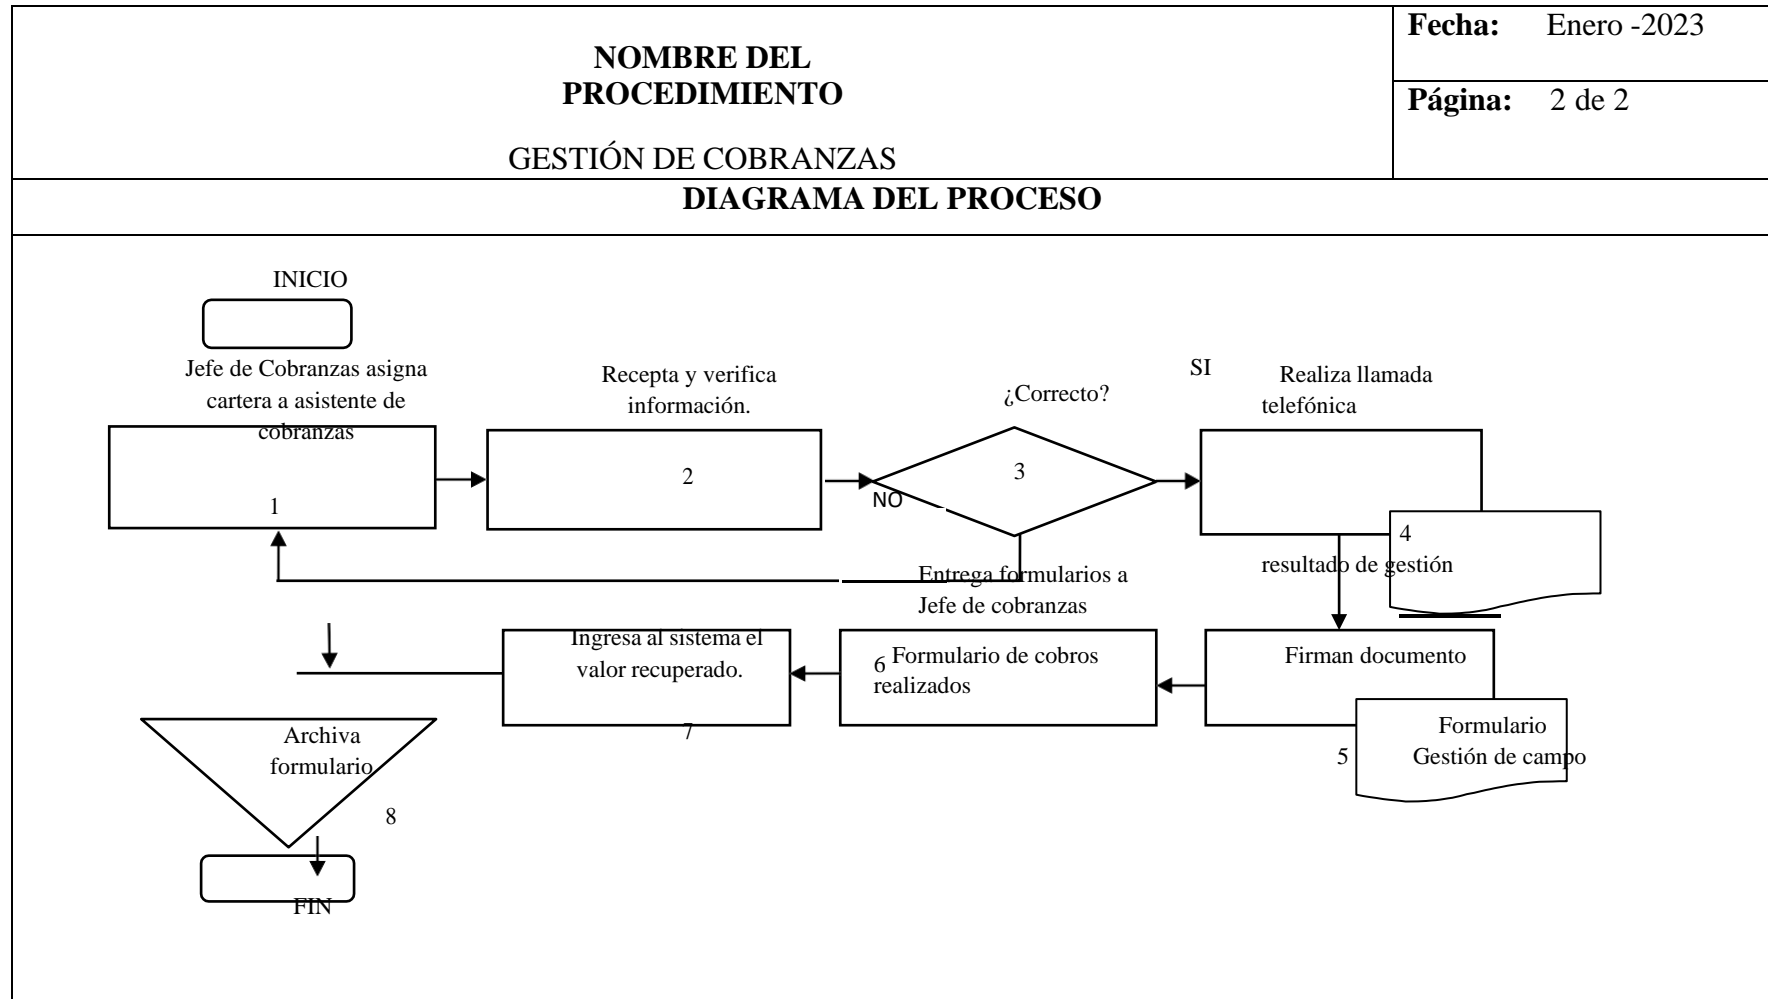 NOMBRE DEL
PROCEDIMIENTO
GESTIÓN DE COBRANZAS
Fecha: Enero -2023
Página: 2 de 2
DIAGRAMA DEL PROCESO
INICIO
Jefe de Cobranzas asigna
cartera a asistente de
cobranzas
1
Recepta y verifica
información.
2
¿Correcto?
3
NO
SI
Realiza llamada
telefónica
4
resultado de gestión
Entrega formularios a
Jefe de cobranzas
Firman documento
Formulario
5 Gestión de campo
6 Formulario de cobros
realizados
Ingresa al sistema el
valor recuperado.
7
Archiva
formulario
8
FIN